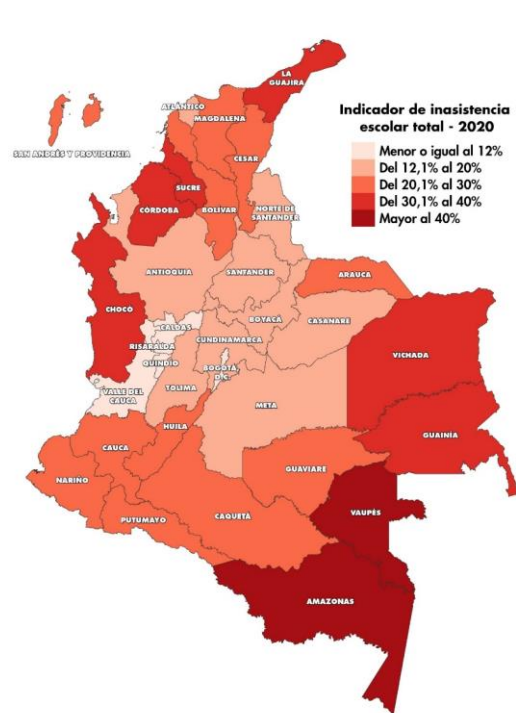 LA
GUAJIRA
ATLÁNTICO
MAGDALENA
SAN ANDRÉS Y PROVIDENCIA
CESAR
Indicador de inasistencia
escolar total - 2020
Menor o igual al 12%
Del 12,1% al 20%
Del 20,1% al 30%
Del 30,1% al 40%
Mayor al 40%
SUCRE
CÓRDOBA
BOLÍVAR
NORTE DE
SANTANDER
ANTIOQUIA
SANTANDER
ARAUCA
CHOCÓ
CALDAS
BOYACA
CASANARE
RISARALDA
CUNDINAMARCA
VICHADA
QUINDÍO
BOGOTÁ
D.C.
VALLE DEL
CAUCA
TOLIMA
META
HUILA
GUAINÍA
CAUCA
GUAVIARE
NARIÑO
VAUPÉS
PUTUMAYO
CAQUETÁ
AMAZONAS